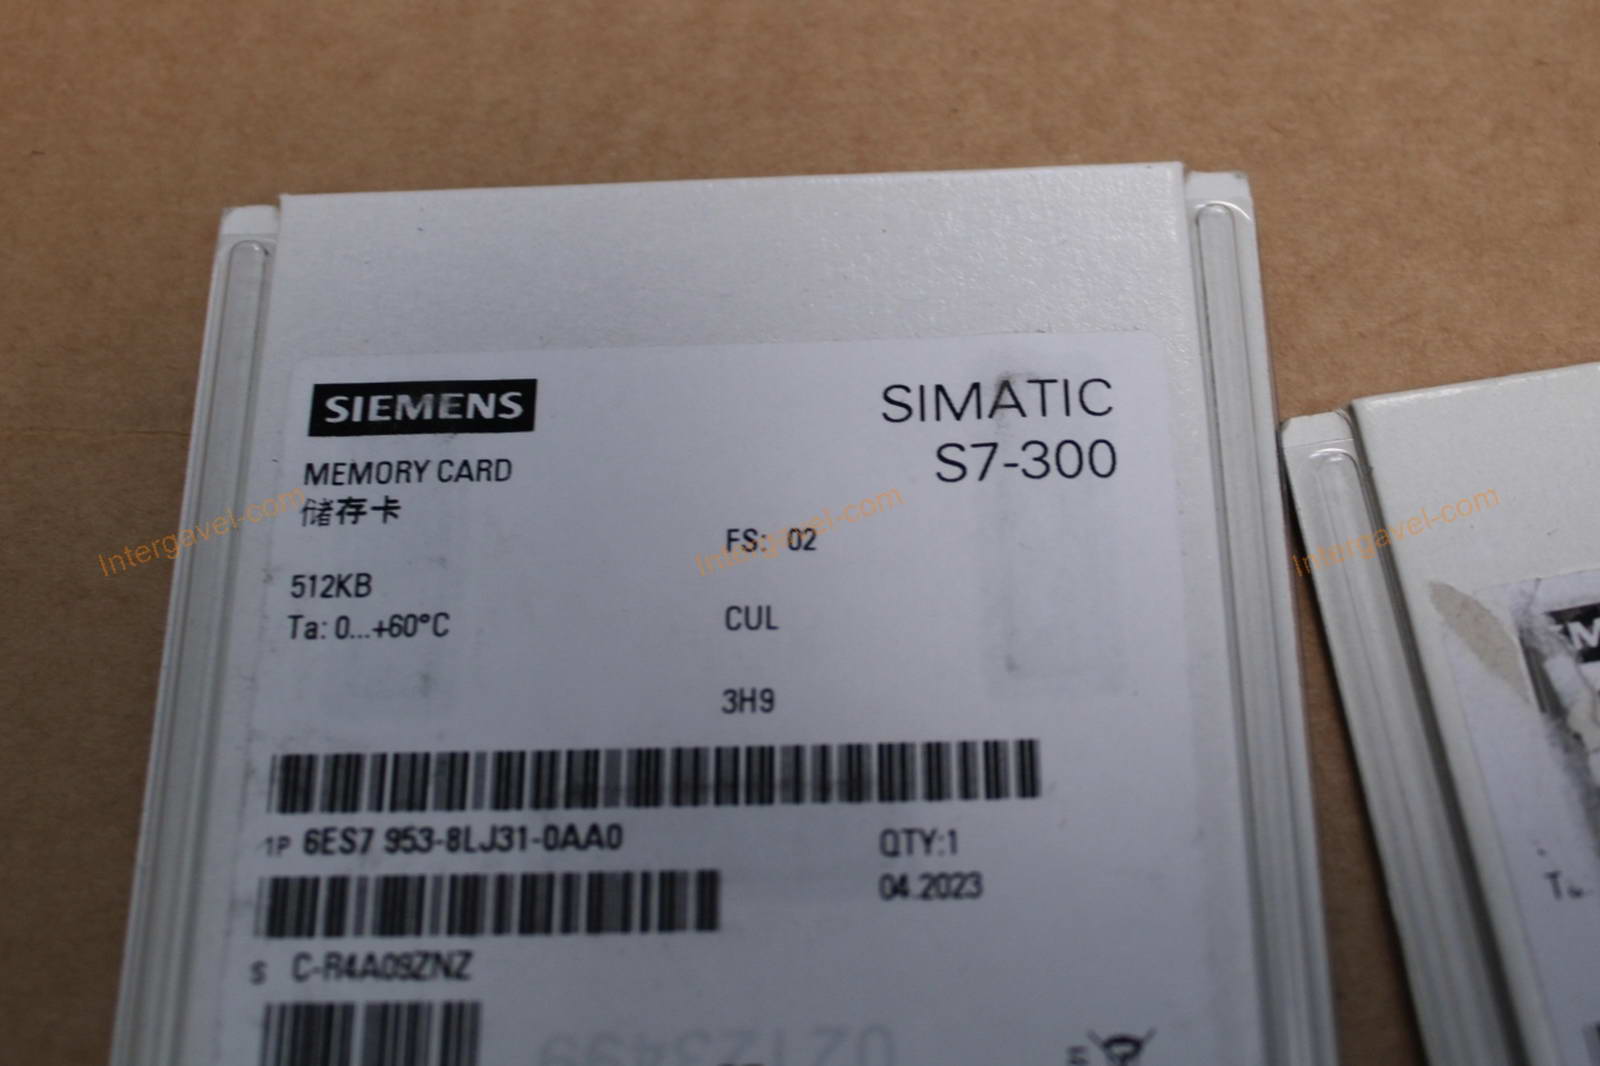 SIEMENS
SIMATIC
S7-300
MEMORY CARD
储存卡
FS: 02
512KB
Ta: 0...+60°C
CUL
3H9
1P 6ES7 953-8LJ31-0AA0
QTY:1
04.2023
S C-R4A09ZNZ
Intergavel-com
Intergavel.com
Intergavel.com